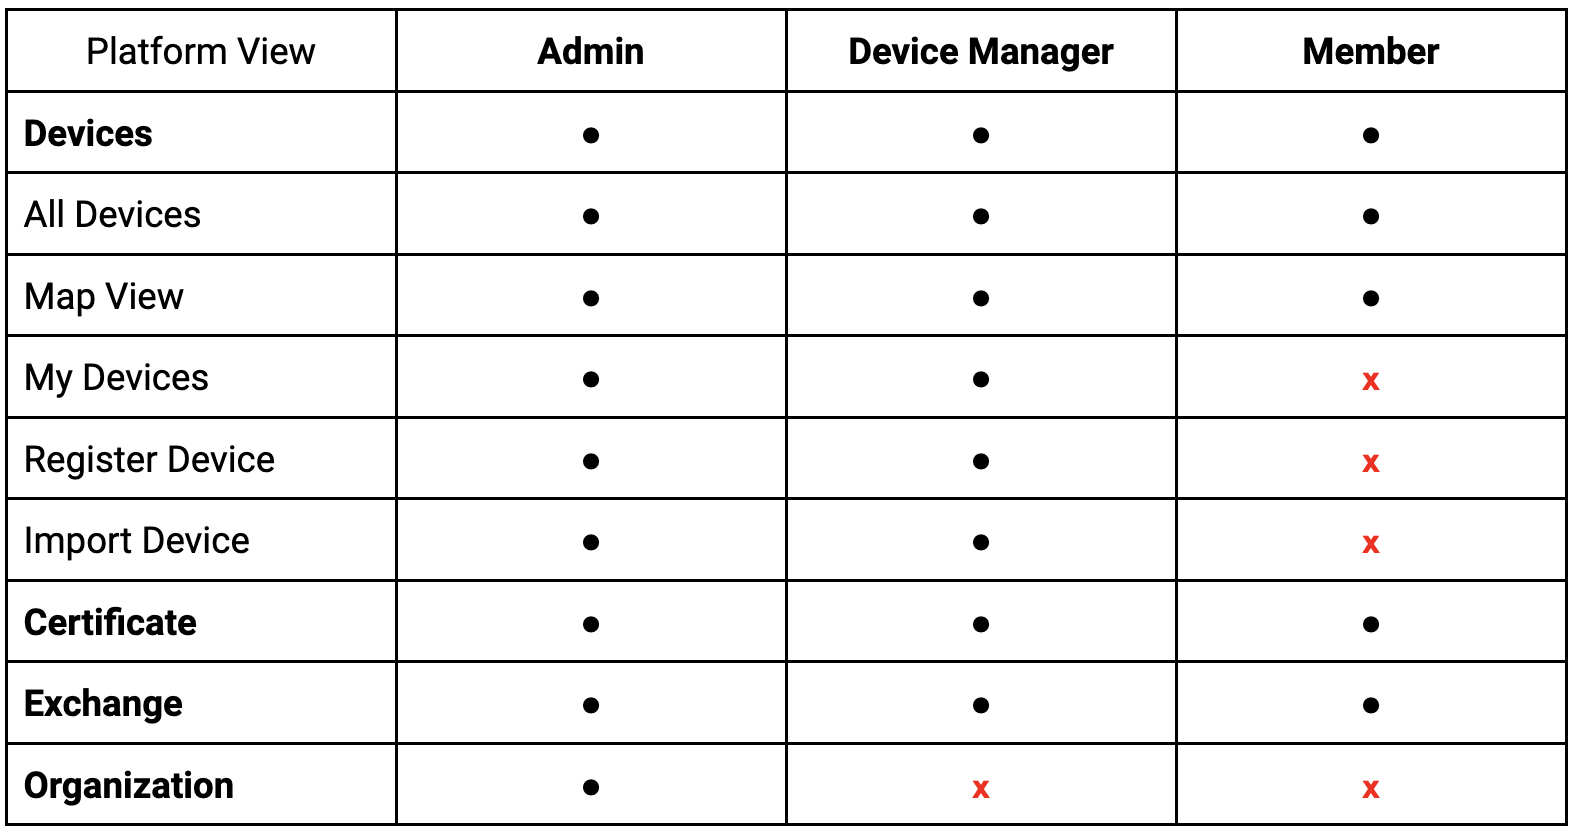 Platform View Admin Device Manager Member
Devices ● ● ●
All Devices ● ● ●
Map View ● ● ●
My Devices ● ● x
Register Device ● ● x
Import Device ● ● x
Certificate ● ● ●
Exchange ● ● ●
Organization ● x x